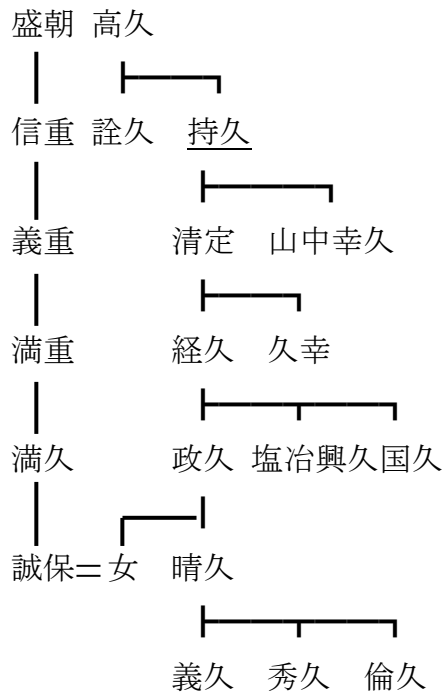 盛朝 高久
信重 詮久 持久
義重 清定 山中幸久
満重 経久 久幸
満久 政久 塩冶興久 国久
誠保＝女 晴久
義久 秀久 倫久